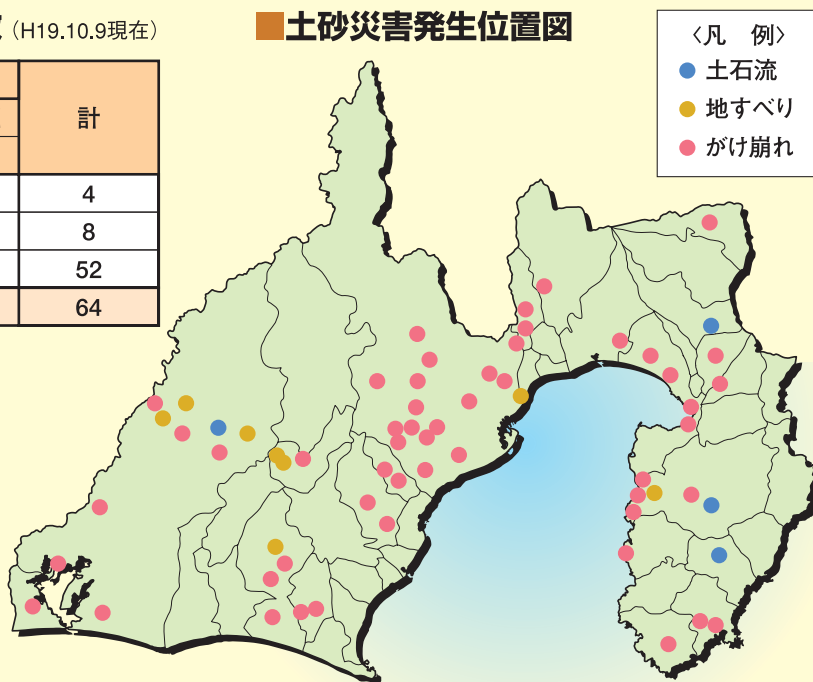 (H19.10.9現在)
計
4
8
52
64
■土砂災害発生位置図
〈凡 例〉
土石流
地すべり
がけ崩れ